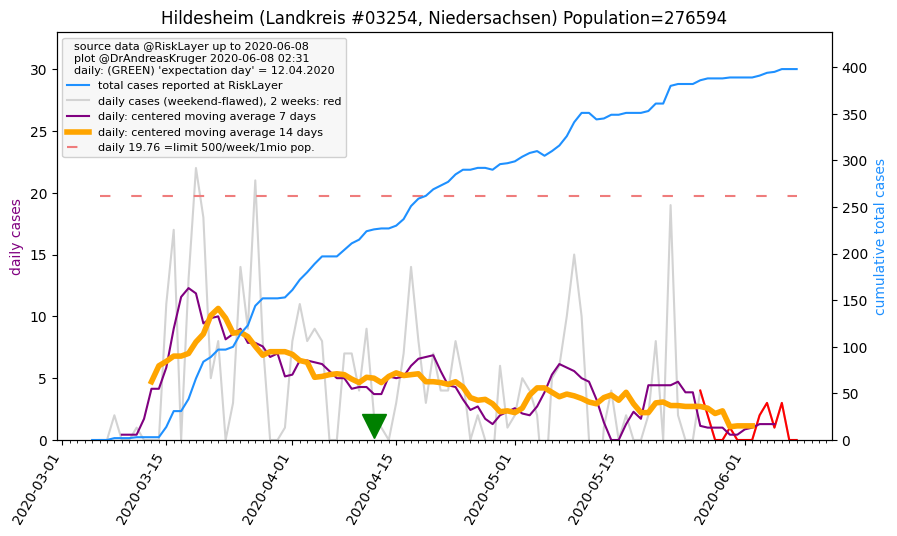 Hildesheim (Landkreis #03254, Niedersachsen) Population=276594
source data @RiskLayer up to 2020-06-08
plot @DrAndreasKruger 2020-06-08 02:31
daily: (GREEN) 'expectation day' = 12.04.2020
total cases reported at RiskLayer
daily cases (weekend-flawed), 2 weeks: red
daily: centered moving average 7 days
daily: centered moving average 14 days
daily 19.76 =limit 500/week/1mio pop.
daily cases
30
25
20
15
10
5
0
cumulative total cases
400
350
300
250
200
150
100
50
0
2020-03-01
2020-03-15
2020-04-01
2020-04-15
2020-05-01
2020-05-15
2020-06-01